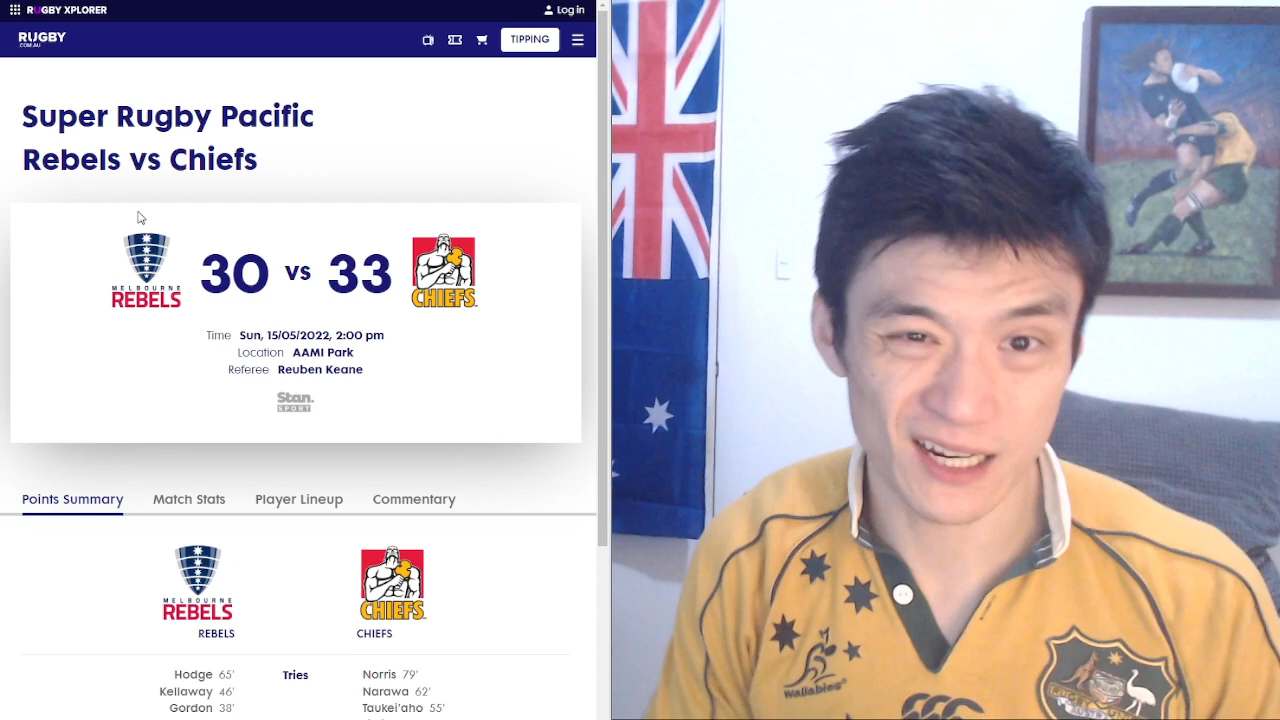 RUGBY XPLORER
Log in
RUGBY
.COM.AU
TIPPING
Super Rugby Pacific
Rebels vs Chiefs
MELBOURNE
REBELS
30 vs 33
CHIEFS
Time Sun, 15/05/2022, 2:00 pm
Location AAMI Park
Referee Reuben Keane
Stan.
SPORT
Points Summary
Match Stats
Player Lineup
Commentary
MELBOURNE
REBELS
CHIEFS
REBELS
CHIEFS
Hodge 65' Tries Norris 79'
Kellaway 46' Narawa 62'
Gordon 38' Taukei'aho 55'
Wallabies